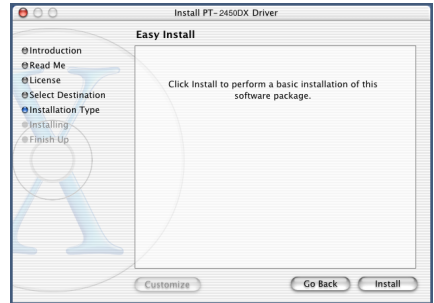 Install PT-2450DX Driver
Easy Install
Introduction
Read Me
License
Select Destination
Installation Type
Installing
Finish Up
Click Install to perform a basic installation of this
software package.
Customize
Go Back
Install